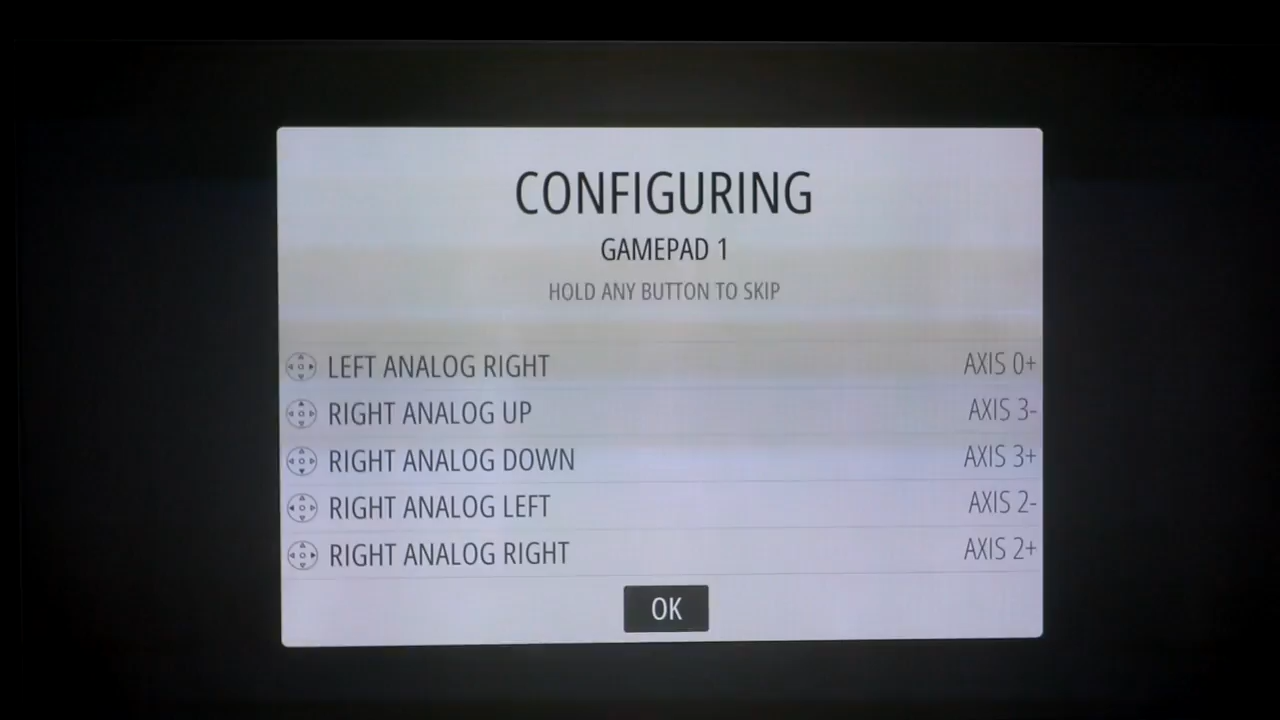 CONFIGURING
GAMEPAD 1
HOLD ANY BUTTON TO SKIP
LEFT ANALOG RIGHT AXIS 0+
RIGHT ANALOG UP AXIS 3-
RIGHT ANALOG DOWN AXIS 3+
RIGHT ANALOG LEFT AXIS 2-
RIGHT ANALOG RIGHT AXIS 2+
OK